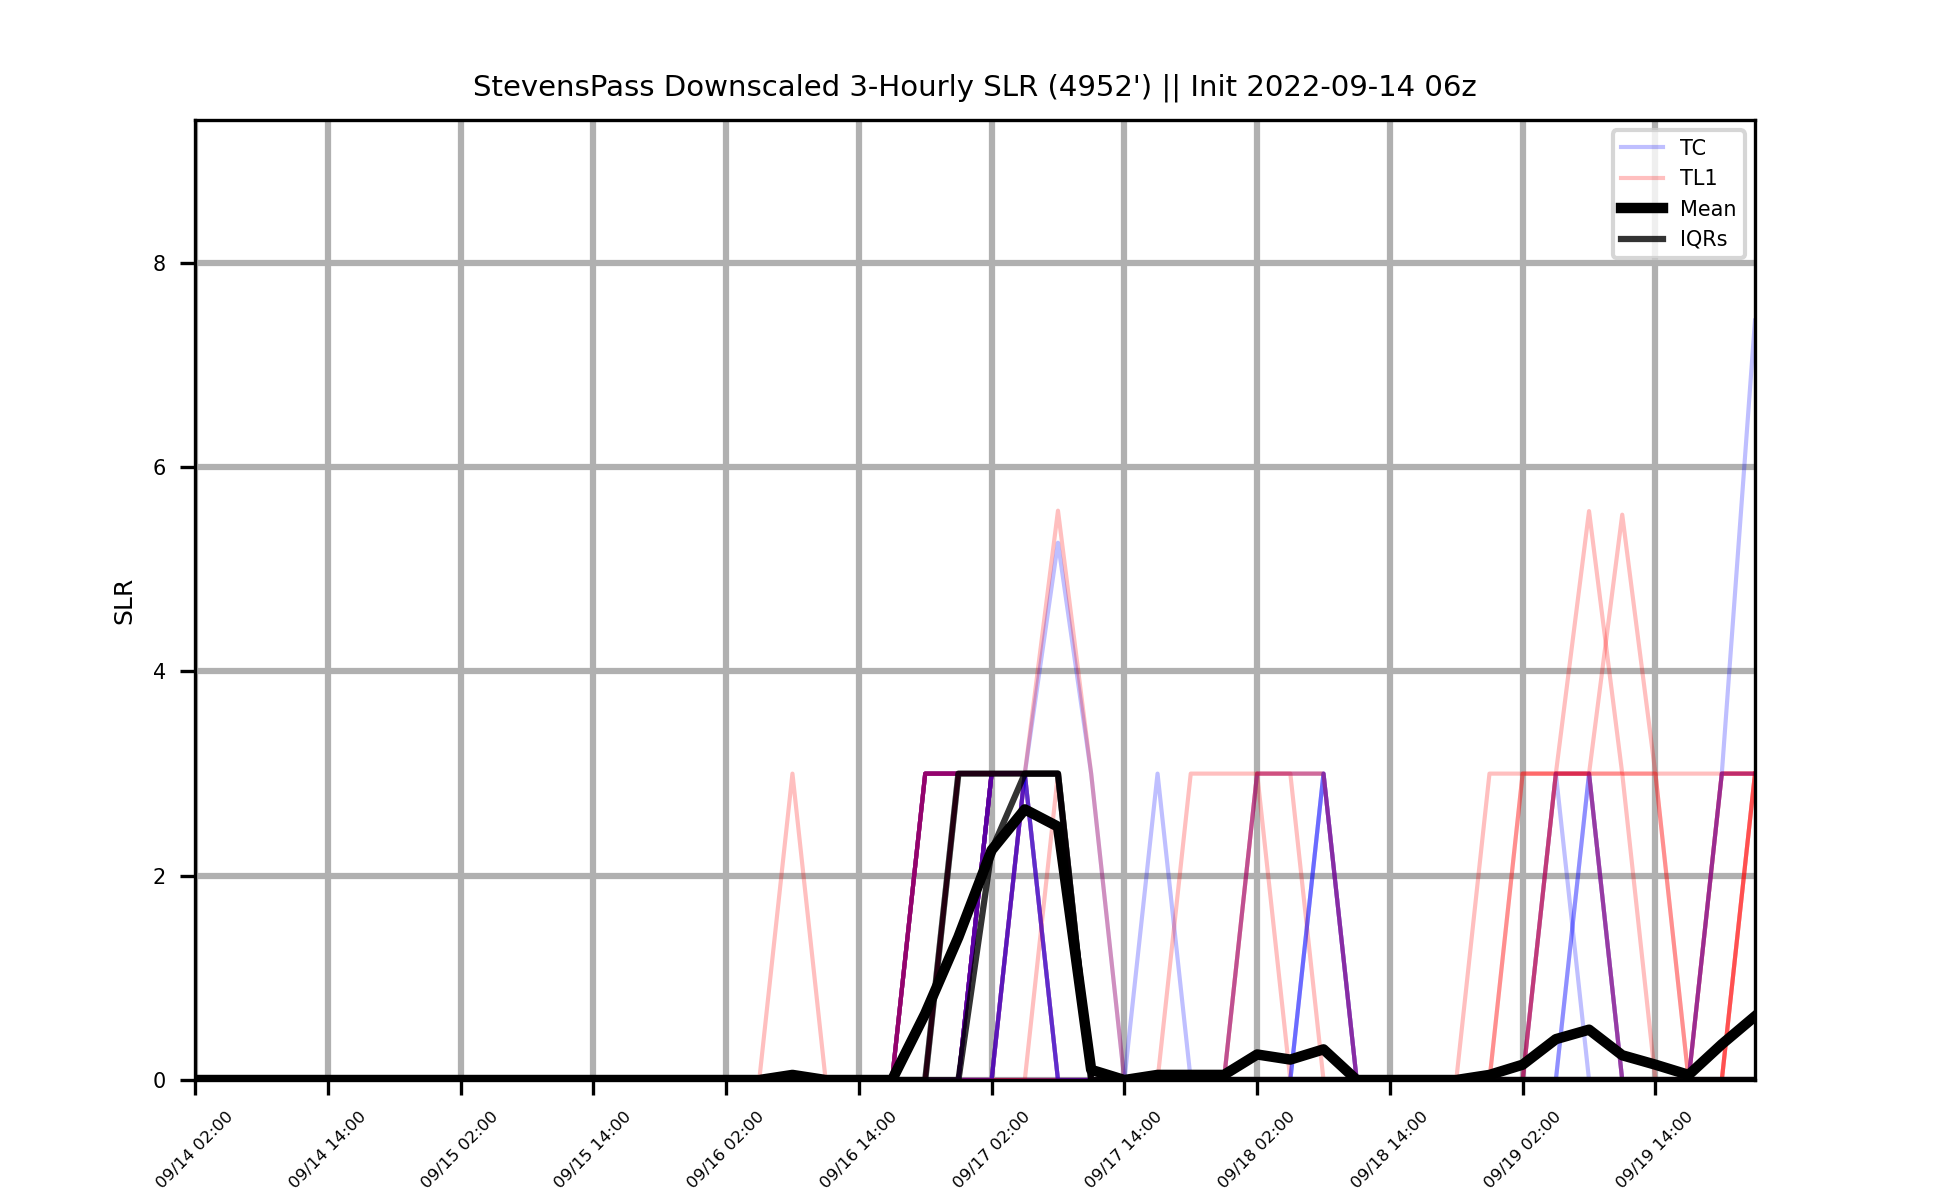 StevensPass Downscaled 3-Hourly SLR (4952') || Init 2022-09-14 06z
TC
TL1
Mean
IQRs
SLR
8
6
4
2
0
09/14 02:00
09/14 14:00
09/15 02:00
09/15 14:00
09/16 02:00
09/16 14:00
09/17 02:00
09/17 14:00
09/18 02:00
09/18 14:00
09/19 02:00
09/19 14:00